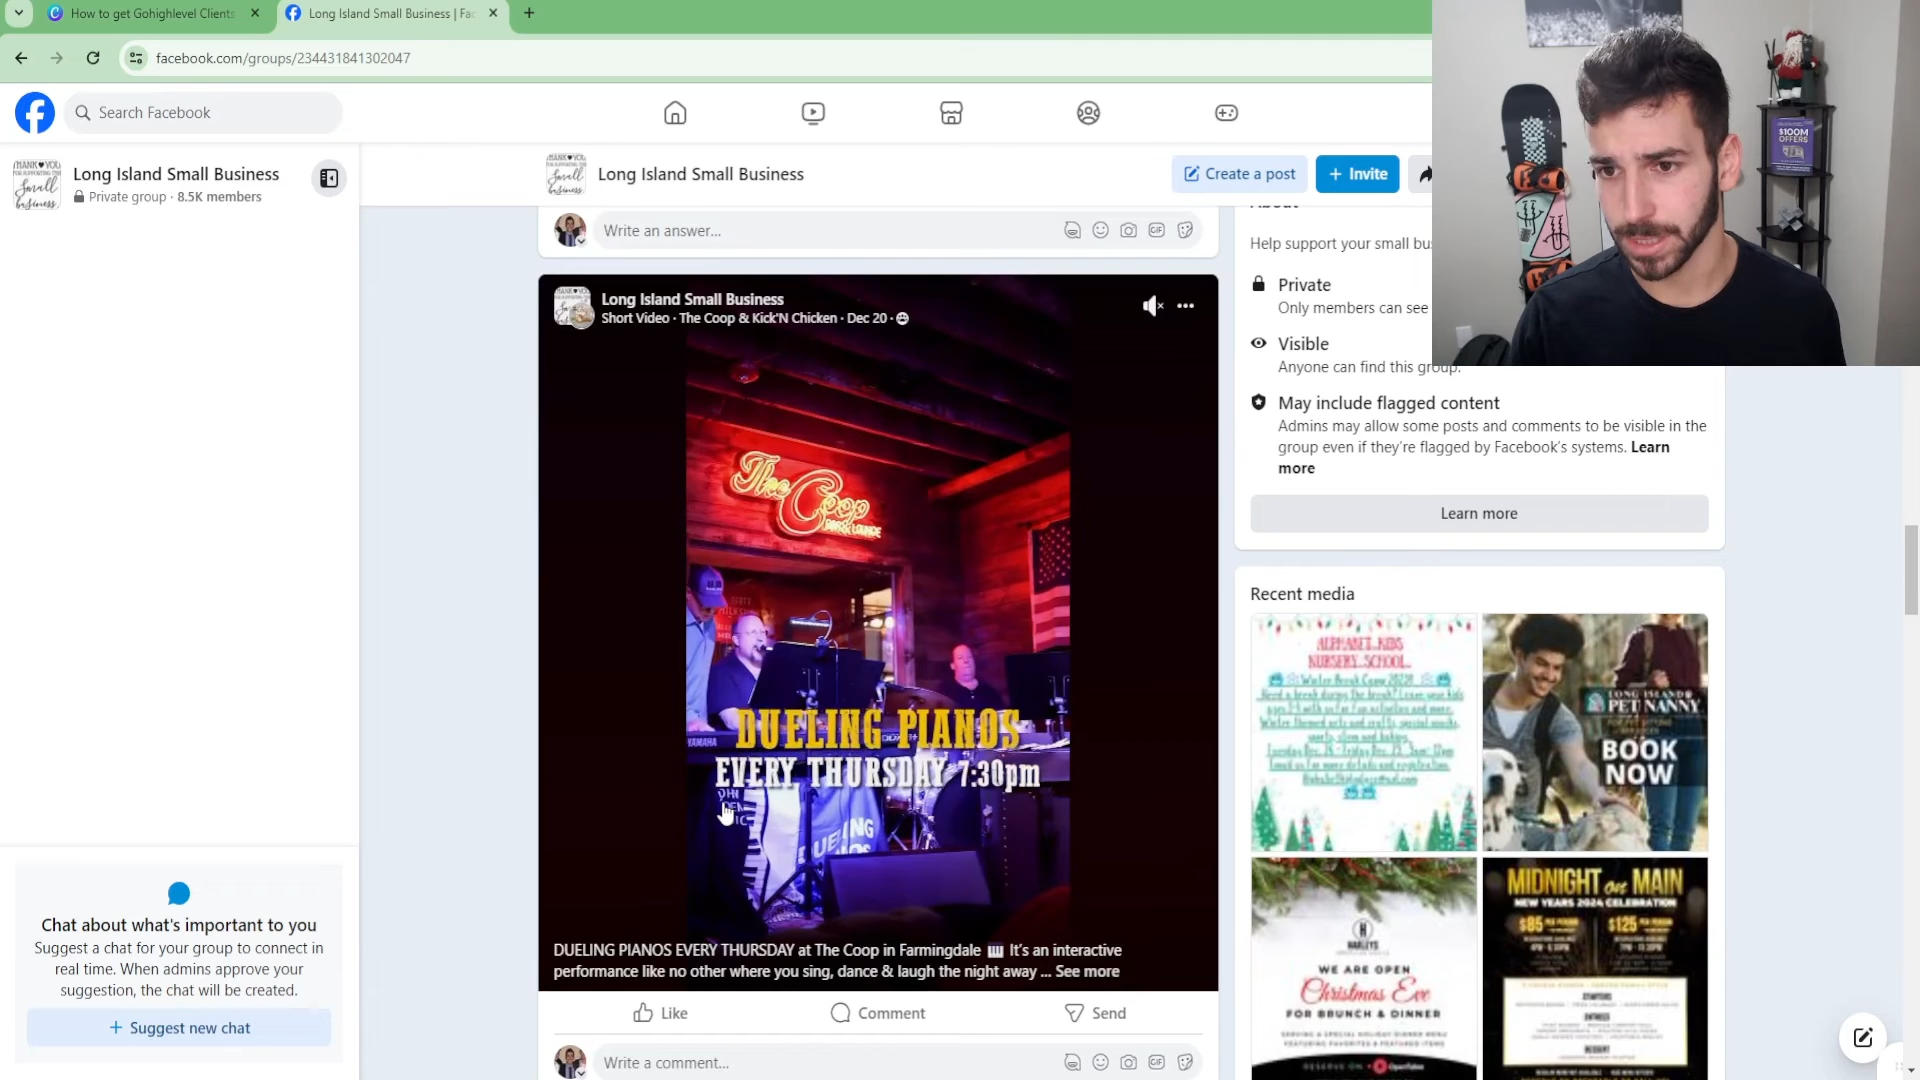 How to get Gohighlevel Clients
Long Island Small Business | Fac
facebook.com/groups/234431841302047
Search Facebook
Long Island Small Business
Private group · 8.5K members
Long Island Small Business
Create a post
+ Invite
Write an answer...
GIF
About
Help support your small bu
Private
Only members can see
Visible
Anyone can find this group.
May include flagged content
Admins may allow some posts and comments to be visible in the
group even if they're flagged by Facebook's systems. Learn
more
Learn more
$100M
OFFERS
Long Island Small Business
Short Video · The Coop & Kick'N Chicken · Dec 20 ·
The Coop
DUELING PIANOS
EVERY THURSDAY 7:30pm
YAMAHA
DUELING PIANOS EVERY THURSDAY at The Coop in Farmingdale 🎹 It's an interactive
performance like no other where you sing, dance & laugh the night away ... See more
Like
Comment
Send
Write a comment...
GIF
Recent media
ALPHABET KIDS
NURSERY SCHOOL
LONG ISLAND
PET NANNY
BOOK
NOW
HARLEYS
WE ARE OPEN
Christmas Eve
FOR BRUNCH & DINNER
MIDNIGHT on MAIN
NEW YEARS 2024 CELEBRATION
$85 PER PERSON
$125 PER PERSON
Chat about what's important to you
Suggest a chat for your group to connect in
real time. When admins approve your
suggestion, the chat will be created.
+ Suggest new chat